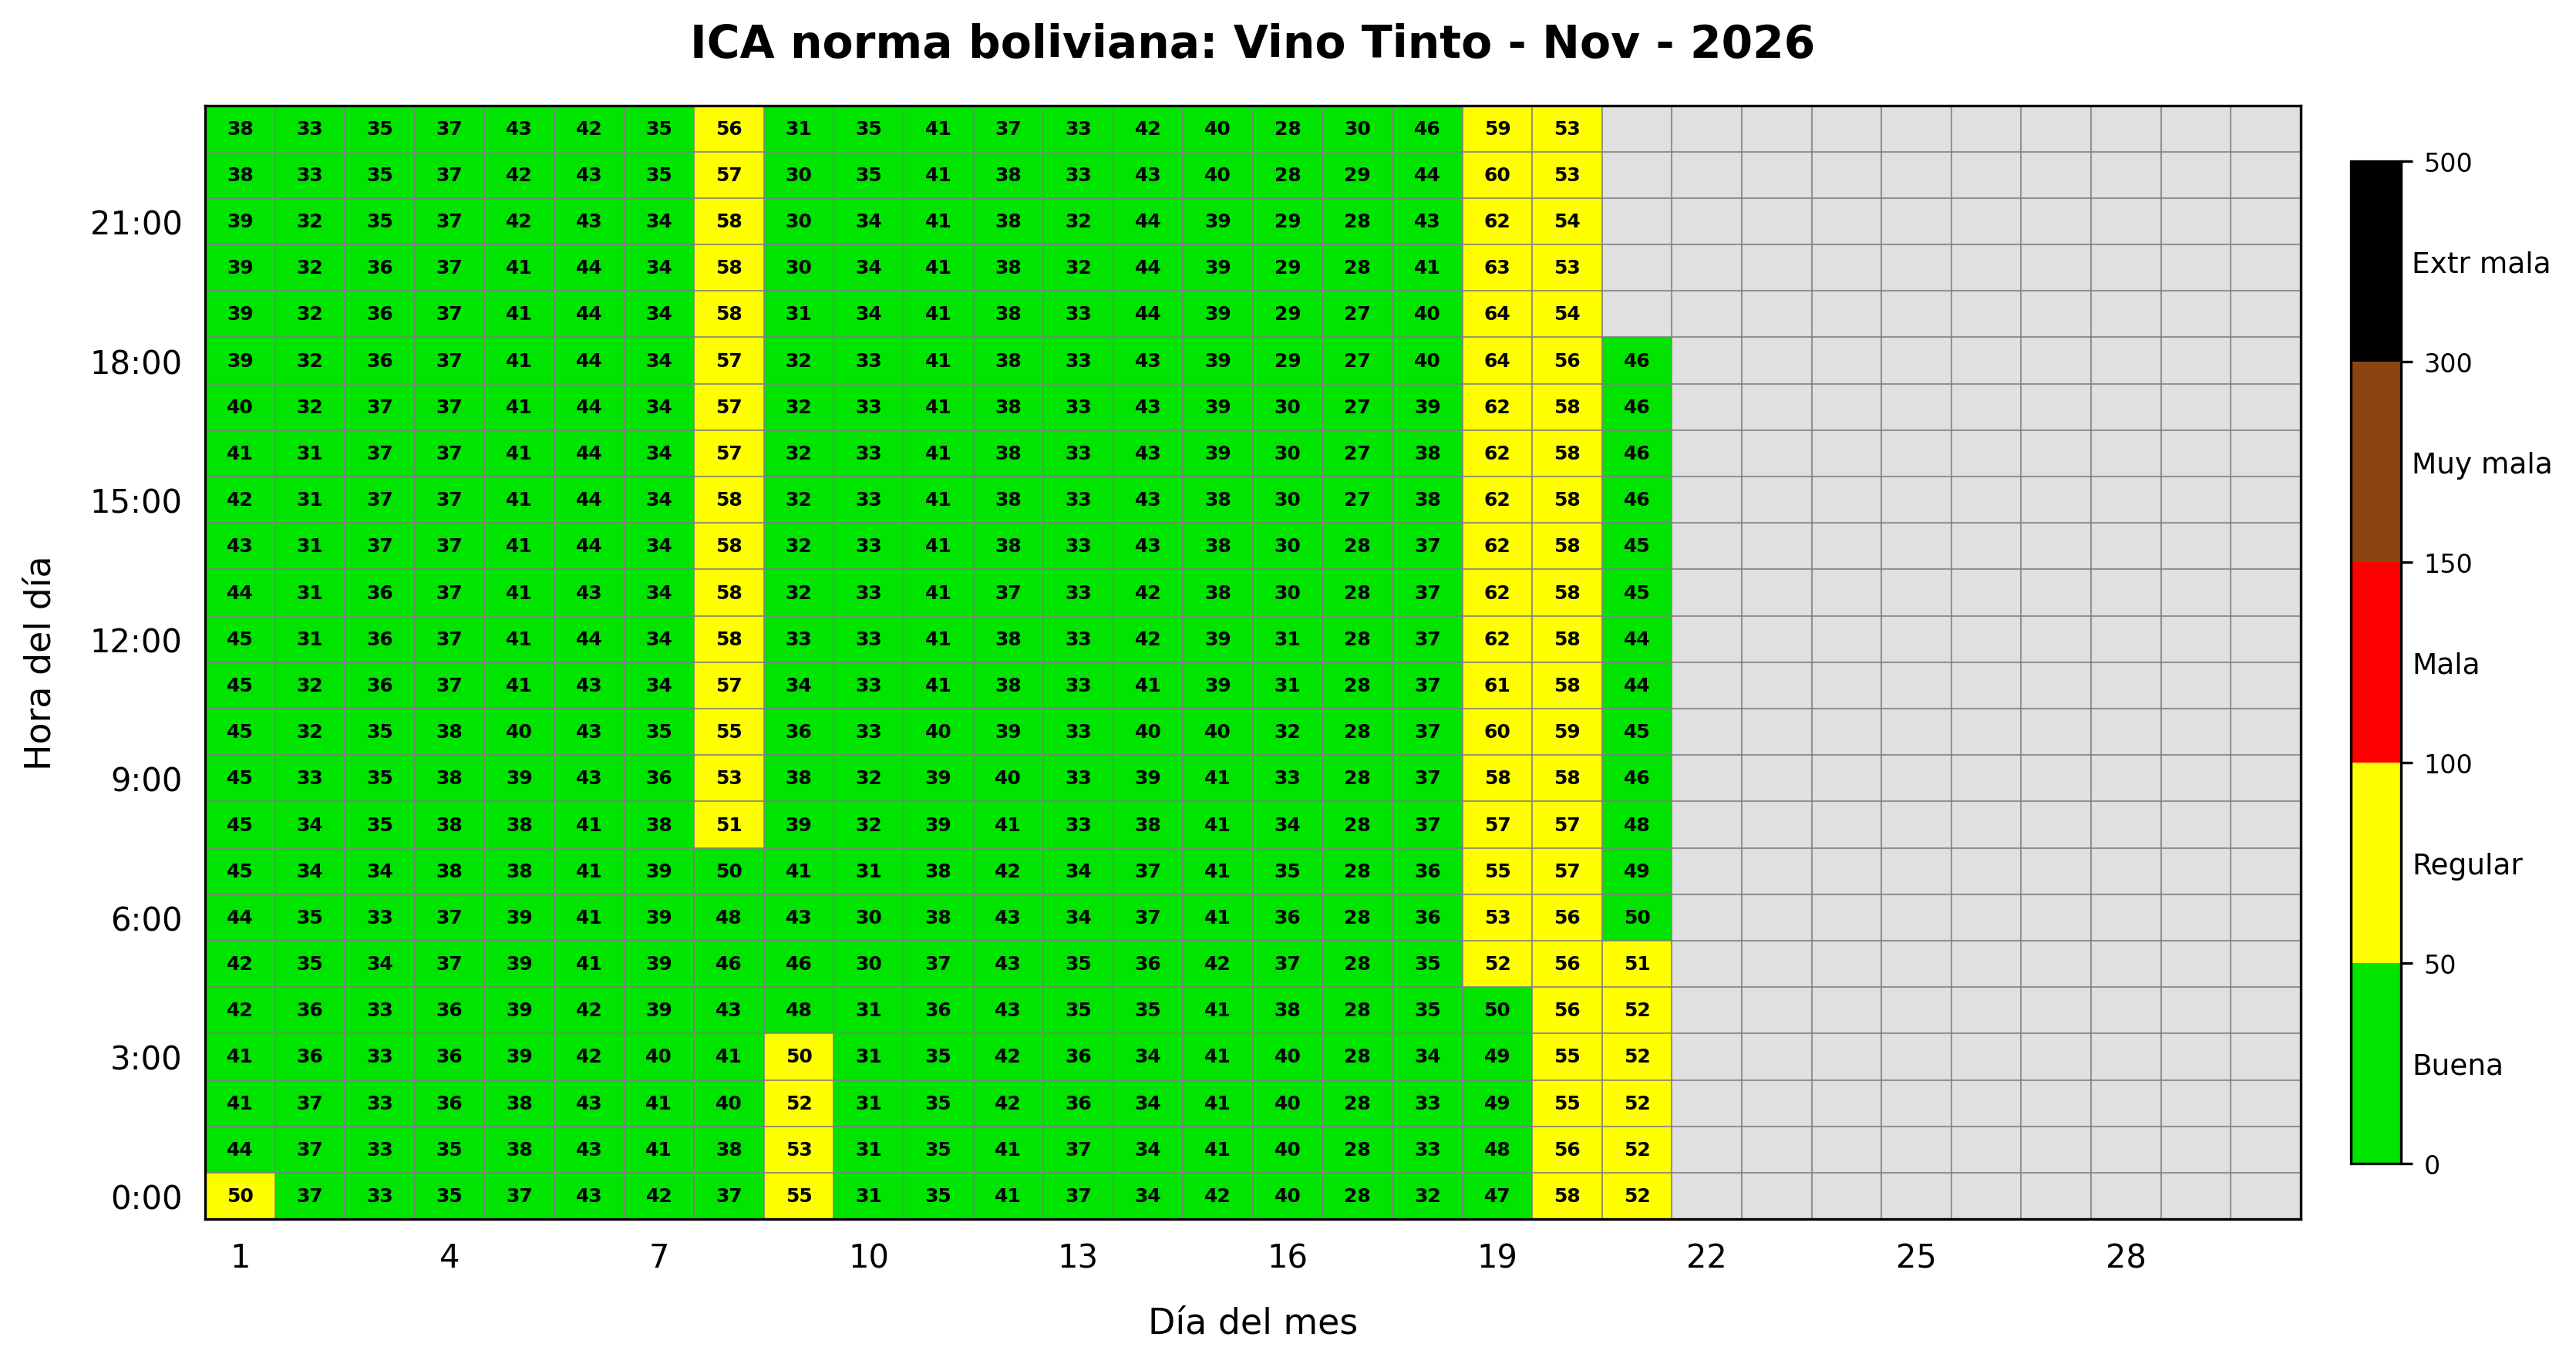 ICA norma boliviana: Vino Tinto - Nov - 2026
38 33 35 37 43 42 35 56 31 35 41 37 33 42 40 28 30 46 59 53
38 33 35 37 42 43 35 57 30 35 41 38 33 43 40 28 29 44 60 53
21:00 39 32 35 37 42 43 34 58 30 34 41 38 32 44 39 29 28 43 62 54
39 32 36 37 41 44 34 58 30 34 41 38 32 44 39 29 28 41 63 53
39 32 36 37 41 44 34 58 31 34 41 38 33 44 39 29 27 40 64 54
18:00 39 32 36 37 41 44 34 57 32 33 41 38 33 43 39 29 27 40 64 56 46
40 32 37 37 41 44 34 57 32 33 41 38 33 43 39 30 27 39 62 58 46
41 31 37 37 41 44 34 57 32 33 41 38 33 43 39 30 27 38 62 58 46
15:00 42 31 37 37 41 44 34 58 32 33 41 38 33 43 38 30 27 38 62 58 46
43 31 37 37 41 44 34 58 32 33 41 38 33 43 38 30 28 37 62 58 45
44 31 36 37 41 43 34 58 32 33 41 37 33 42 38 30 28 37 62 58 45
12:00 45 31 36 37 41 44 34 58 33 33 41 38 33 42 39 31 28 37 62 58 44
45 32 36 37 41 43 34 57 34 33 41 38 33 41 39 31 28 37 61 58 44
45 32 35 38 40 43 35 55 36 33 40 39 33 40 40 32 28 37 60 59 45
9:00 45 33 35 38 39 43 36 53 38 32 39 40 33 39 41 33 28 37 58 58 46
45 34 35 38 38 41 38 51 39 32 39 41 33 38 41 34 28 37 57 57 48
45 34 34 38 38 41 39 50 41 31 38 42 34 37 41 35 28 36 55 57 49
6:00 44 35 33 37 39 41 39 48 43 30 38 43 34 37 41 36 28 36 53 56 50
42 35 34 37 39 41 39 46 46 30 37 43 35 36 42 37 28 35 52 56 51
42 36 33 36 39 42 39 43 48 31 36 43 35 35 41 38 28 35 50 56 52
3:00 41 36 33 36 39 42 40 41 50 31 35 42 36 34 41 40 28 34 49 55 52
41 37 33 36 38 43 41 40 52 31 35 42 36 34 41 40 28 33 49 55 52
44 37 33 35 38 43 41 38 53 31 35 41 37 34 41 40 28 33 48 56 52
0:00 50 37 33 35 37 43 42 37 55 31 35 41 37 34 42 40 28 32 47 58 52
1 4 7 10 13 16 19 22 25 28
Día del mes
Hora del día
500
Extr mala
300
Muy mala
150
Mala
100
Regular
50
Buena
0